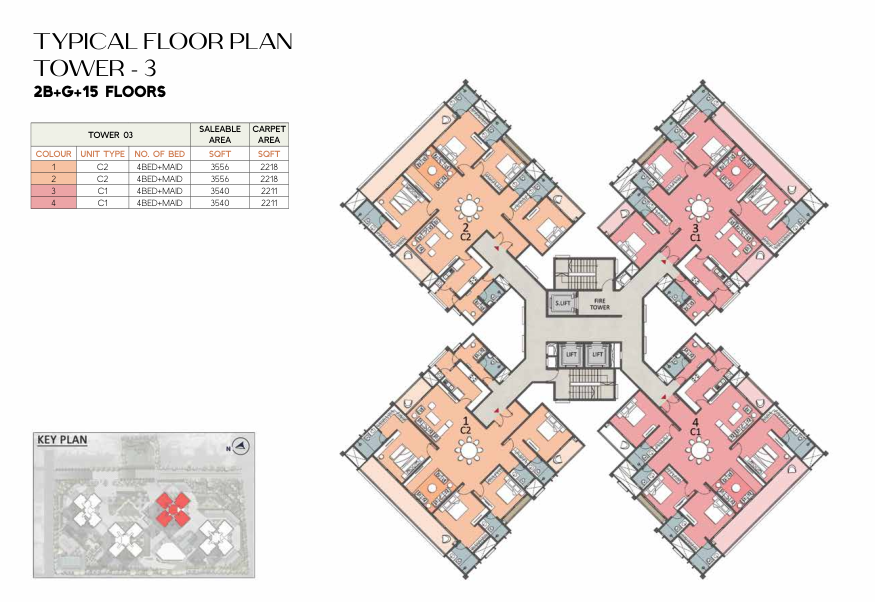 TYPICAL FLOOR PLAN
TOWER - 3
2B+G+15 FLOORS
TOWER 03 SALEABLE AREA CARPET AREA
COLOUR UNIT TYPE NO. OF BED SQFT SQFT
1 C2 4BED+MAID 3556 2218
2 C2 4BED+MAID 3556 2218
3 C1 4BED+MAID 3540 2211
4 C1 4BED+MAID 3540 2211
2
C2
3
C1
S.LIFT
FIRE
TOWER
LIFT LIFT
1
C2
4
C1
KEY PLAN
N